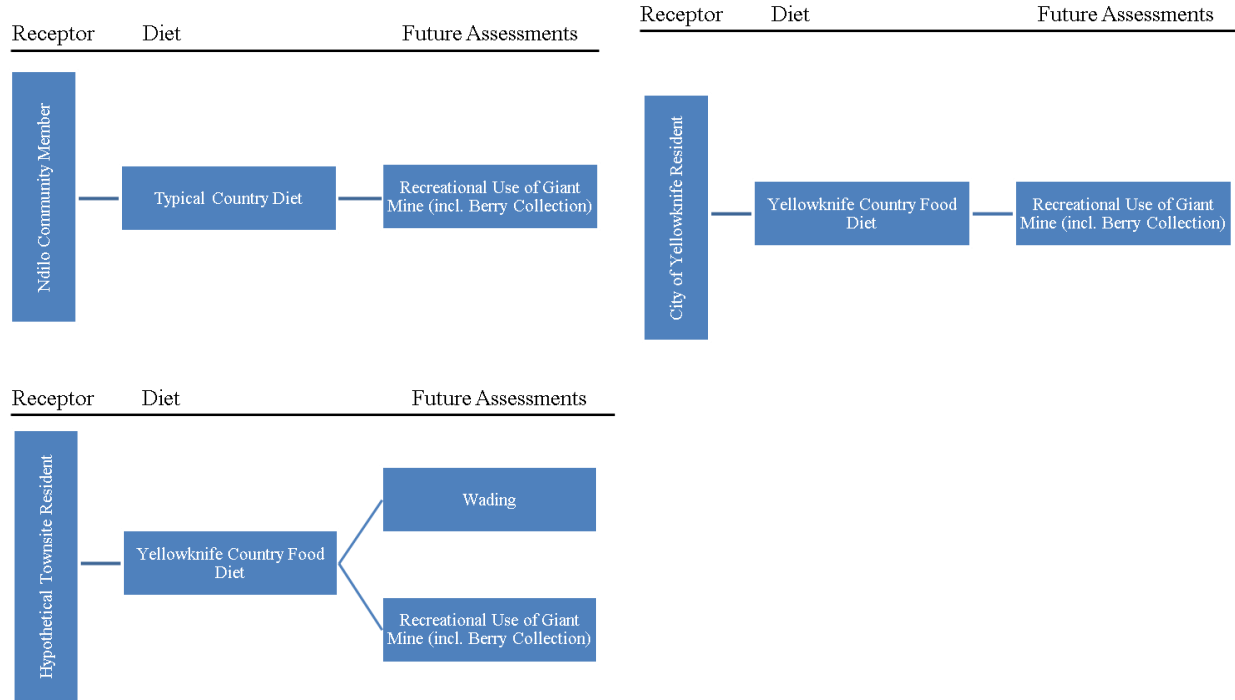 Receptor Diet Future Assessments
Ndilo Community Member
Typical Country Diet
Recreational Use of Giant
Mine (incl. Berry Collection)
Receptor Diet Future Assessments
City of Yellowknife Resident
Yellowknife Country Food
Diet
Recreational Use of Giant
Mine (incl. Berry Collection)
Receptor Diet Future Assessments
Hypothetical Townsite Resident
Yellowknife Country Food
Diet
Wading
Recreational Use of Giant
Mine (incl. Berry Collection)